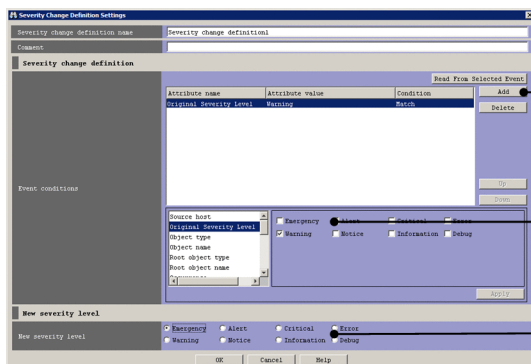 Severity Change Definition Settings
Severity change definition name
Severity change definition1
Comment
Severity change definition
Read From Selected Event
Attribute name Attribute value Condition
Original Severity Level Warning Match
Add
Delete
Event conditions
Up
Down
Source host
Original Severity Level
Object type
Object name
Root object type
Root object name
Emergency Alert Critical Error
Warning Notice Information Debug
Apply
New severity level
New severity level
Emergency Alert Critical Error
Warning Notice Information Debug
OK Cancel Help